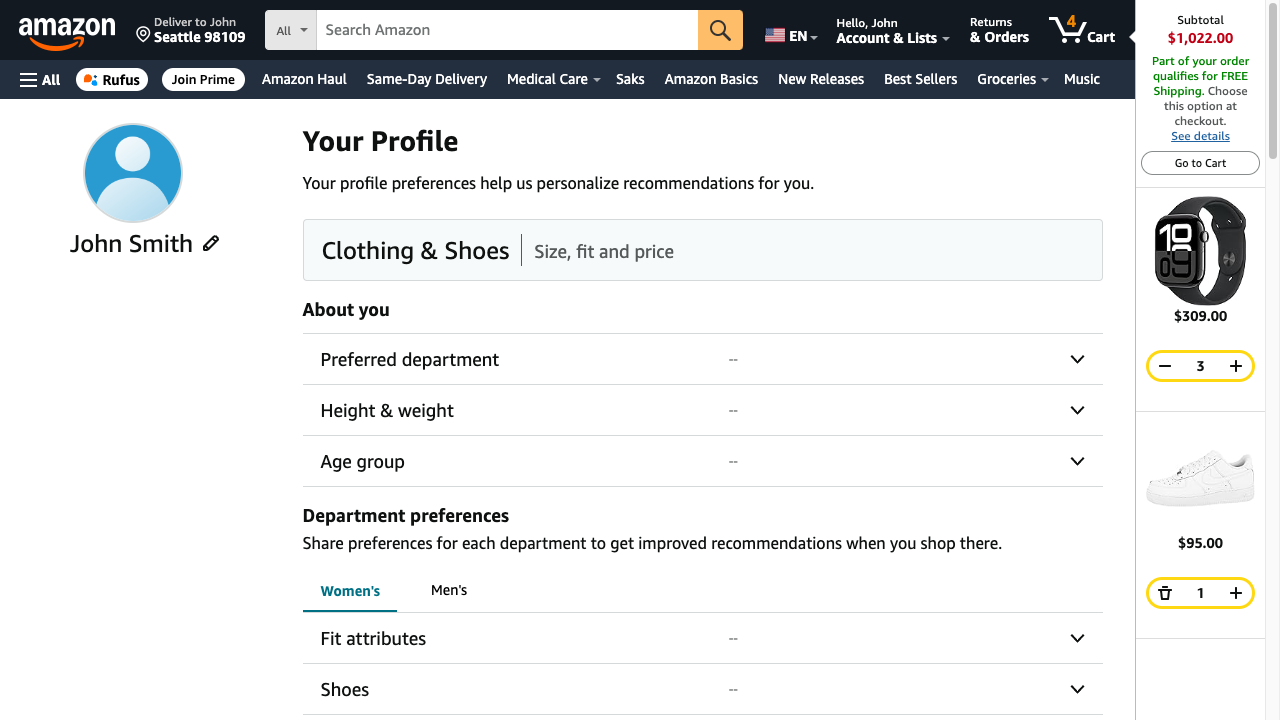 amazon
Deliver to John
Seattle 98109
All
Search Amazon
EN
Hello, John
Account & Lists
Returns
& Orders
4
Cart
All
Rufus
Join Prime
Amazon Haul
Same-Day Delivery
Medical Care
Saks
Amazon Basics
New Releases
Best Sellers
Groceries
Music
John Smith
Your Profile
Your profile preferences help us personalize recommendations for you.
Clothing & Shoes
Size, fit and price
About you
Preferred department
--
Height & weight
--
Age group
--
Department preferences
Share preferences for each department to get improved recommendations when you shop there.
Women's
Men's
Fit attributes
--
Shoes
--
Subtotal
$1,022.00
Part of your order
qualifies for FREE
Shipping. Choose
this option at
checkout.
See details
Go to Cart
10
09
$309.00
3
$95.00
1